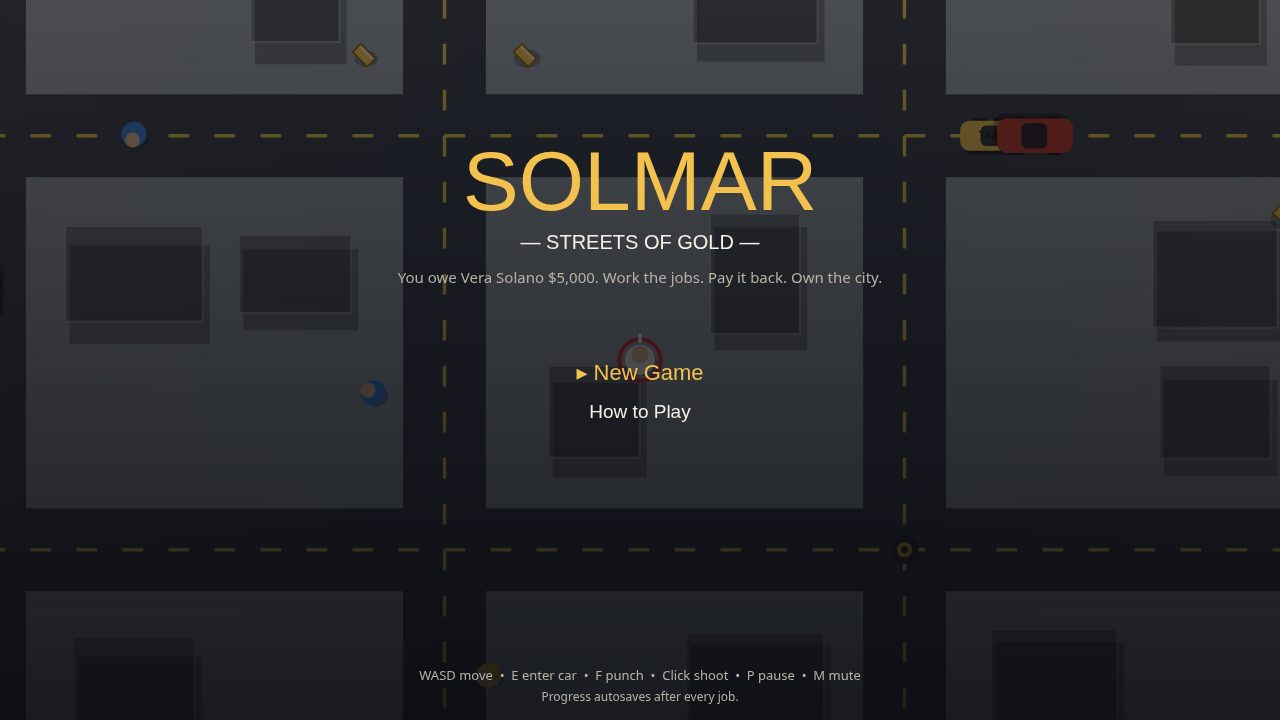 SOLMAR
— STREETS OF GOLD —
You owe Vera Solano $5,000. Work the jobs. Pay it back. Own the city.
▸ New Game
How to Play
WASD move • E enter car • F punch • Click shoot • P pause • M mute
Progress autosaves after every job.